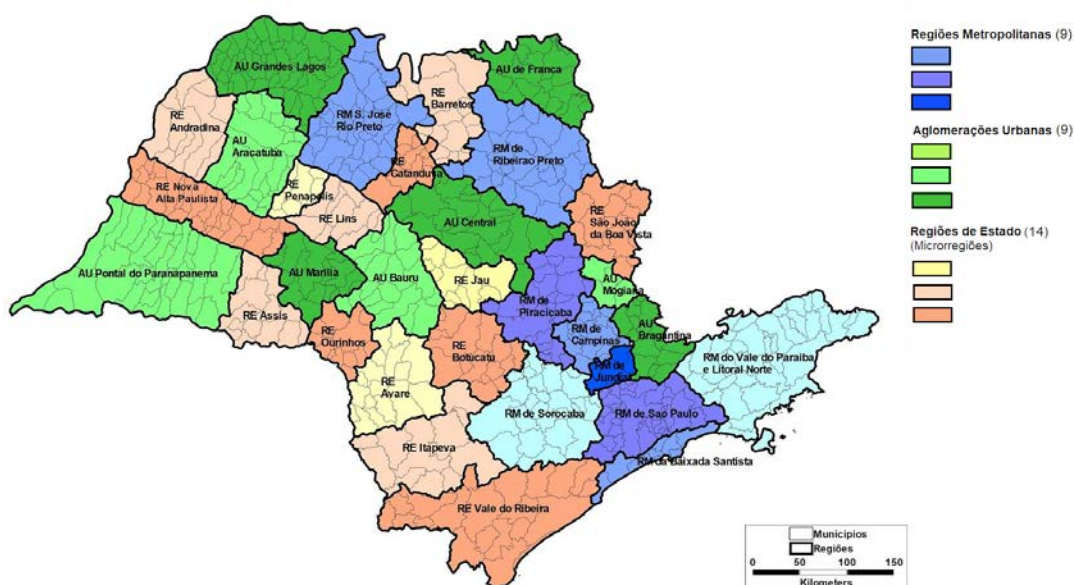 AU Grandes Lagos
AU de Franca
RE
Barretos
RE
Andradina
RM S. José
Rio Preto
AU
Aracatuba
RM de
Ribeirao Preto
RE
Catanduva
RE Nova
Alta Paulista
RE
Penapolis
RE Lins
AU Central
RE
São João
da Boa Vista
AU Pontal do Paranapanema
AU Marilia
AU Bauru
RE Jau
AU
Mogiana
RE Assis
RM de
Piracicaba
RE
Ourinhos
RE
Botucatu
RM de
Campinas
AU
Bragantina
RM de
Jundiai
RM do Vale do Paraiba
e Litoral Norte
RE
Avare
RM de Sorocaba
RM de Sao Paulo
RE Itapeva
RM da Baixada Santista
RE Vale do Ribeira
Regiões Metropolitanas (9)
Aglomerações Urbanas (9)
Regiões de Estado (14)
(Microrregiões)
Municípios
Regiões
0 50 100 150
Kilometers